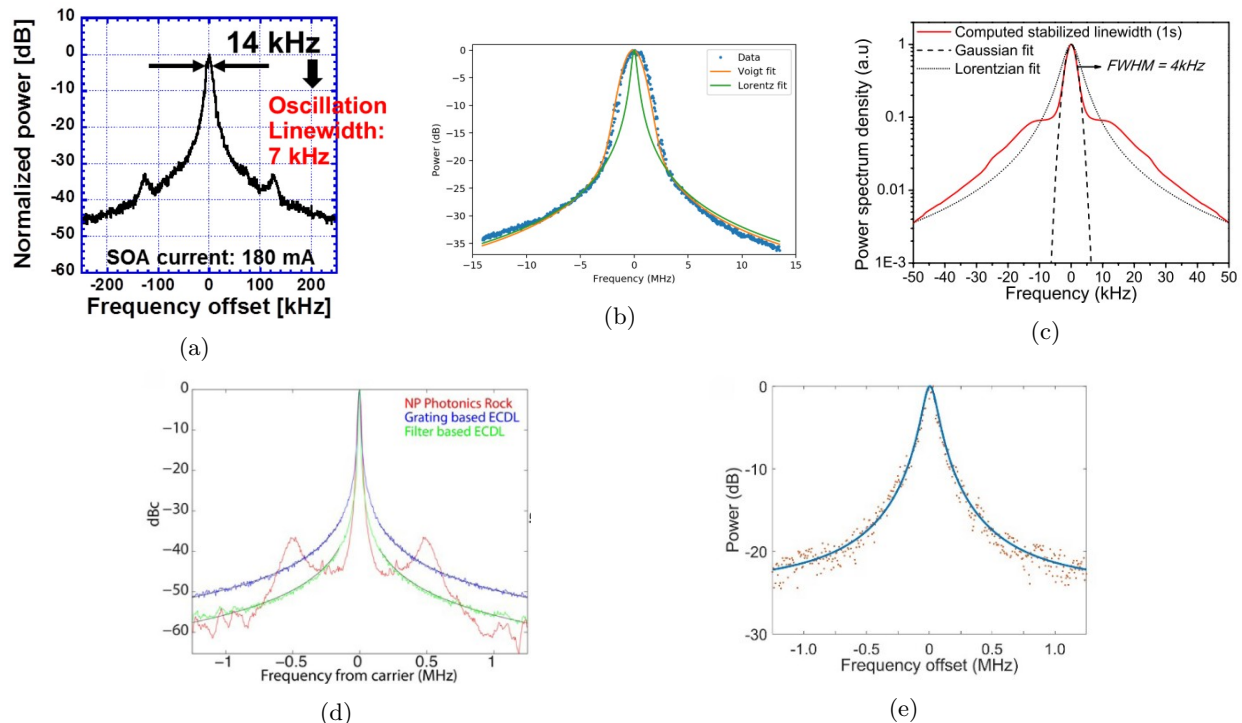 Normalized power [dB]
10
0
-10
-20
-30
-40
-50
-60
14 kHz
Oscillation
Linewidth:
7 kHz
SOA current: 180 mA
-200 -100 0 100 200
Frequency offset [kHz]
(a)
Power (dB)
0
−5
−10
−15
−20
−25
−30
−35
Data
Voigt fit
Lorentz fit
−15 −10 −5 0 5 10 15
Frequency (MHz)
(b)
Power spectrum density (a.u)
1
0.1
0.01
1E-3
Computed stabilized linewidth (1s)
Gaussian fit
Lorentzian fit
FWHM = 4kHz
-50 -40 -30 -20 -10 0 10 20 30 40 50
Frequency (kHz)
(c)
dBc
0
−10
−20
−30
−40
−50
−60
NP Photonics Rock
Grating based ECDL
Filter based ECDL
−1 −0.5 0 0.5 1
Frequency from carrier (MHz)
(d)
Power (dB)
0
-10
-20
-30
-1.0 -0.5 0 0.5 1.0
Frequency offset (MHz)
(e)